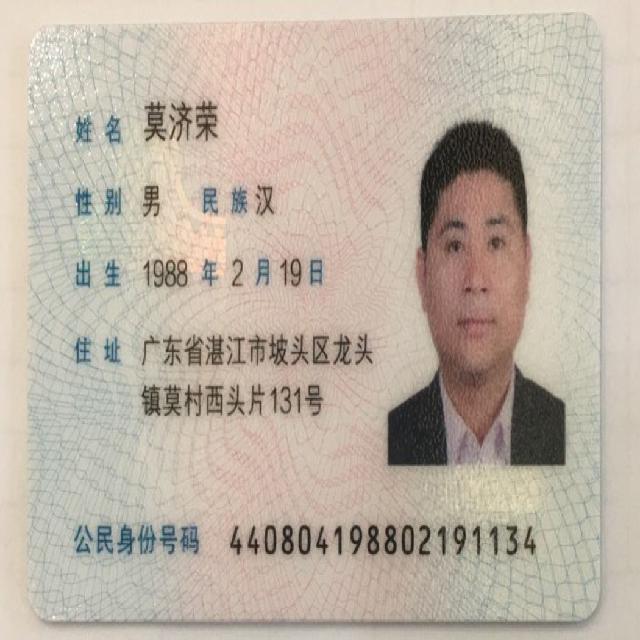 姓名 莫济荣
性别 男 民族 汉
出生 1988 年 2 月 19 日
住址 广东省湛江市坡头区龙头
镇莫村西头片131号
公民身份号码 440804198802191134